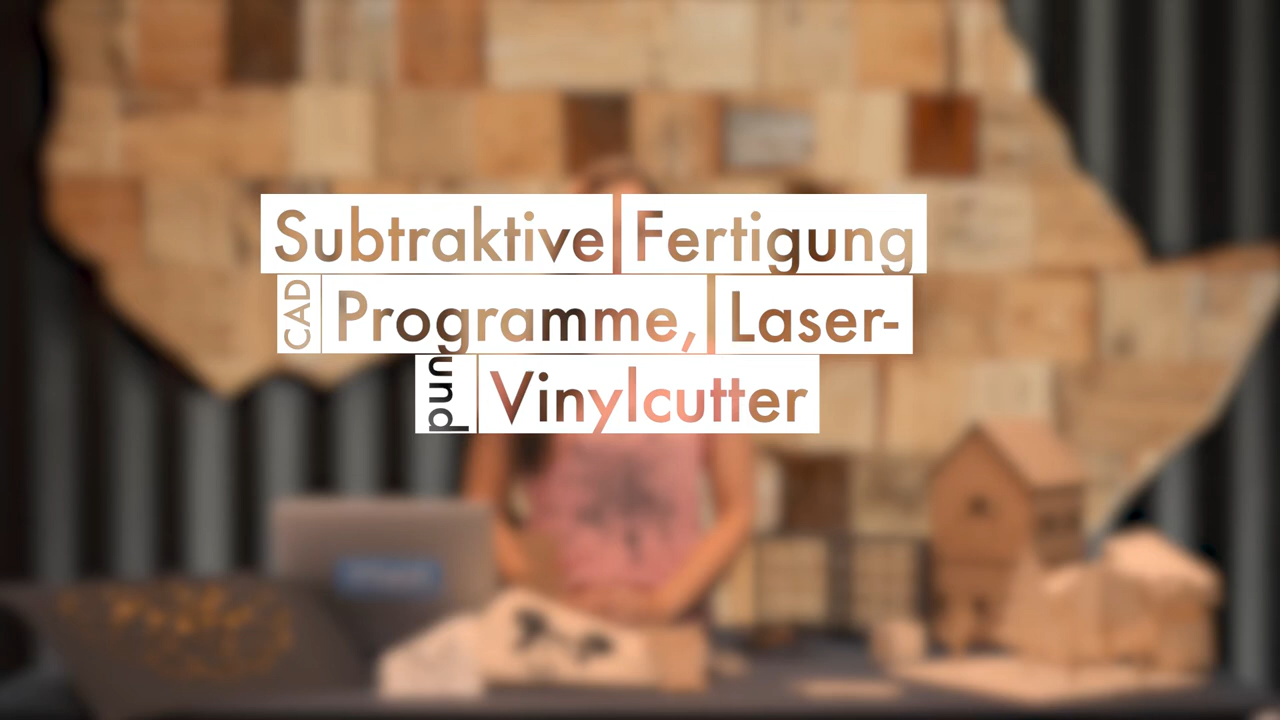 Subtraktive Fertigung
CAD Programme, Laser-
und Vinylcutter